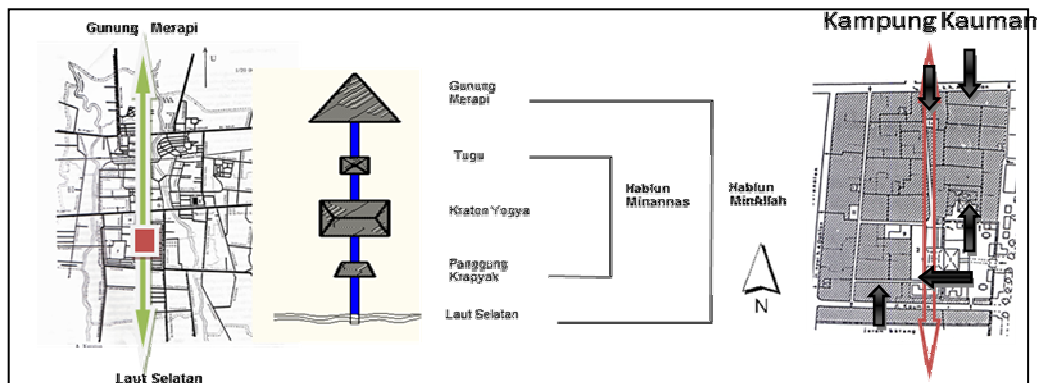 Gunung Merapi
U
Laut Selatan
Gunung
Merapi
Tugu
Kraton Yogya
Panggung
Krapyak
Laut Selatan
Hablun
Minannas
Hablun
Minallah
N
Kampung Kauman